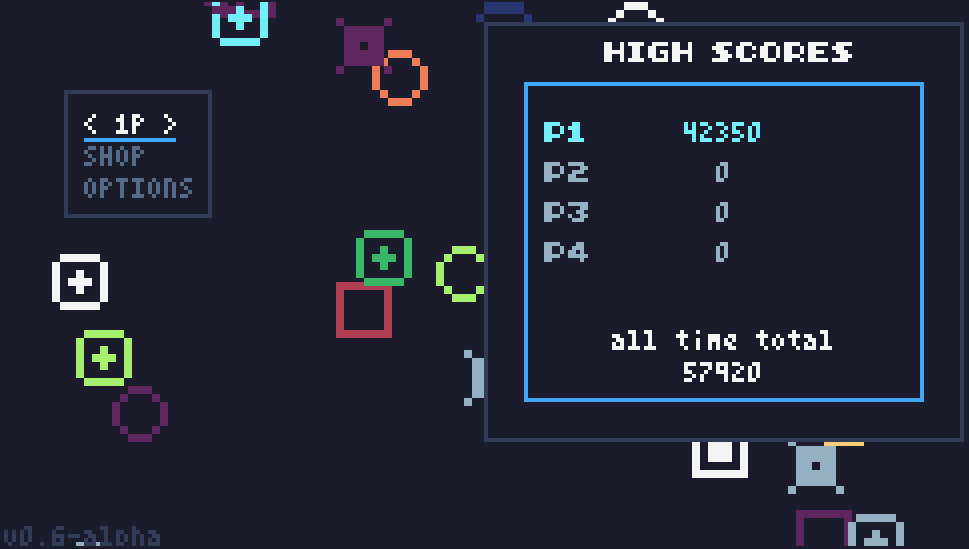 HIGH SCORES
< 1P >
SHOP
OPTIONS
P1 42350
P2 0
P3 0
P4 0
all time total
57920
v0.6-alpha